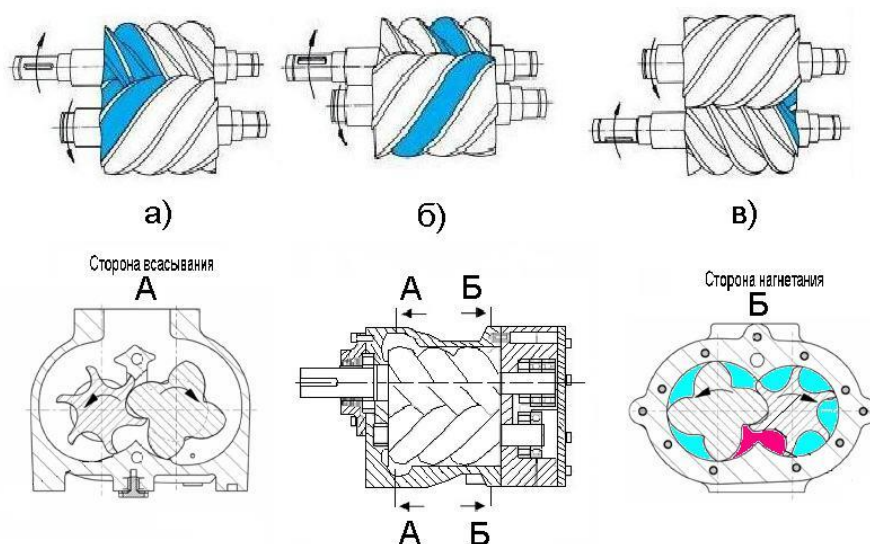 а)
б)
в)
Сторона всасывания
А
А
Б
Сторона нагнетания
Б
А
Б